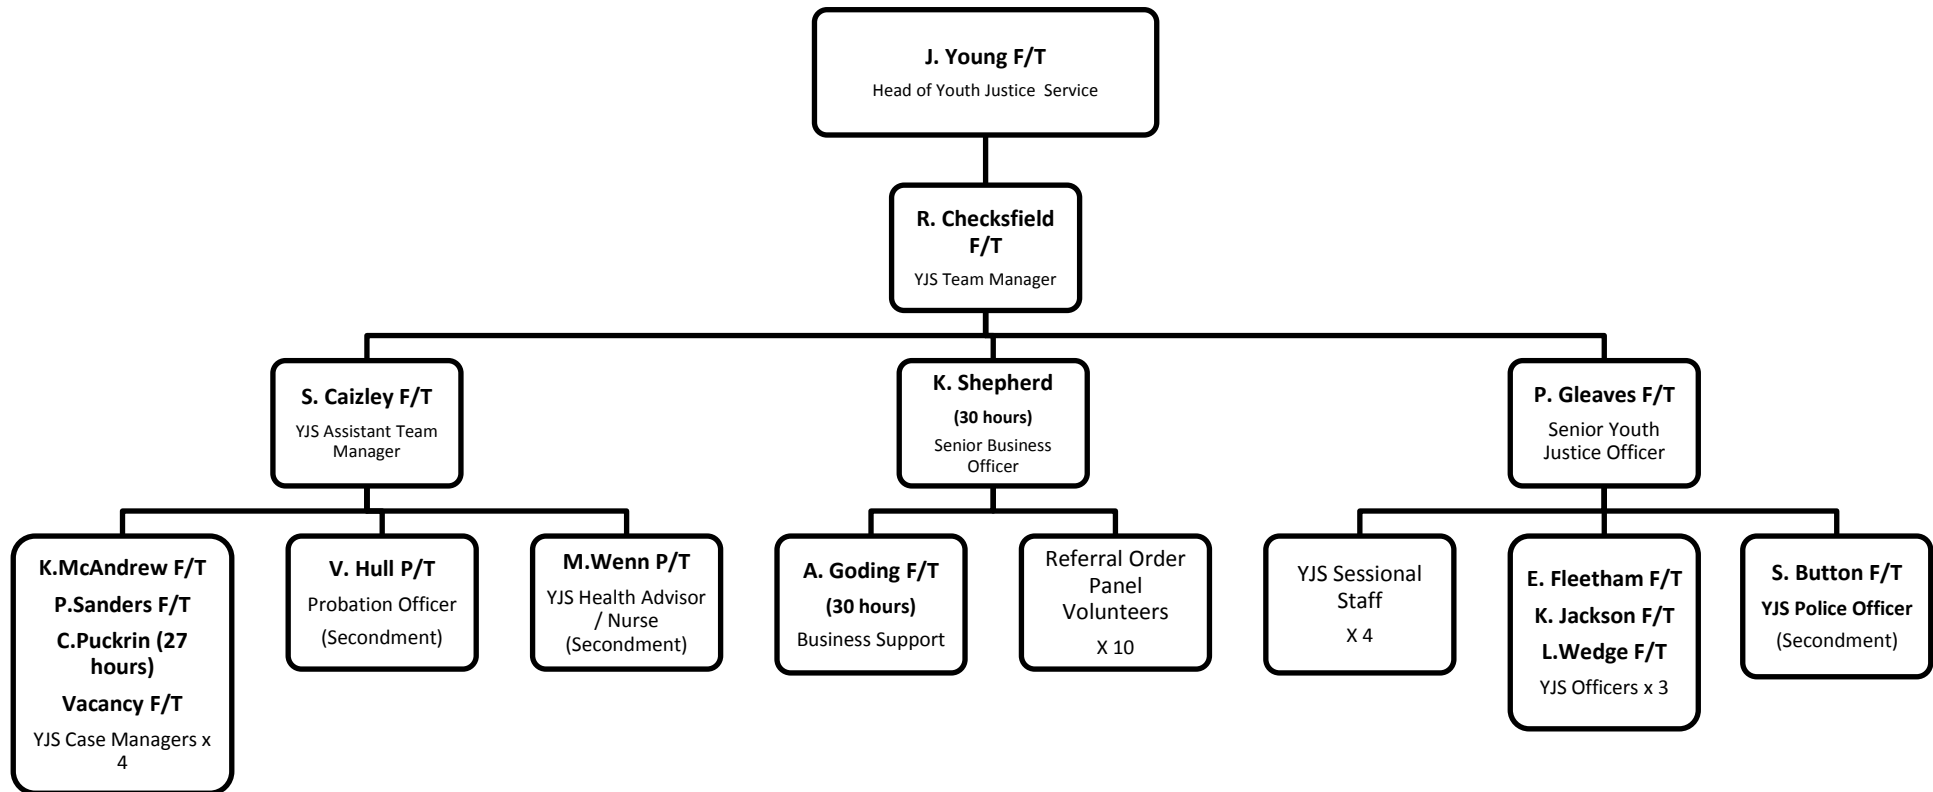 J. Young F/T
Head of Youth Justice Service
R. Checksfield
F/T
YJS Team Manager
S. Caizley F/T
YJS Assistant Team
Manager
K. Shepherd
(30 hours)
Senior Business
Officer
P. Gleaves F/T
Senior Youth
Justice Officer
K.McAndrew F/T
P.Sanders F/T
C.Puckrin (27
hours)
Vacancy F/T
YJS Case Managers x
4
V. Hull P/T
Probation Officer
(Secondment)
M.Wenn P/T
YJS Health Advisor
/ Nurse
(Secondment)
A. Goding F/T
(30 hours)
Business Support
Referral Order
Panel
Volunteers
X 10
YJS Sessional
Staff
X 4
E. Fleetham F/T
K. Jackson F/T
L.Wedge F/T
YJS Officers x 3
S. Button F/T
YJS Police Officer
(Secondment)